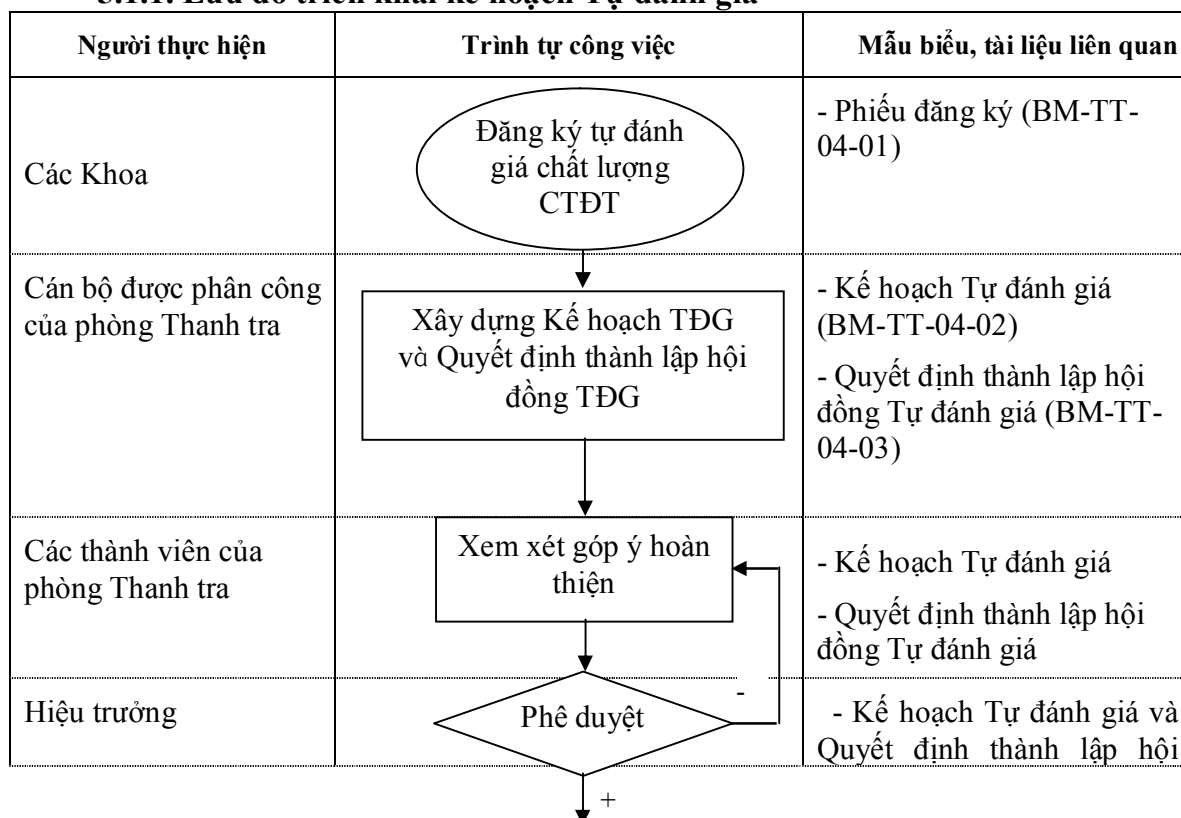 Người thực hiện
Trình tự công việc
Mẫu biểu, tài liệu liên quan
Các Khoa
Đăng ký tự đánh
giá chất lượng
CTĐT
- Phiếu đăng ký (BM-TT-
04-01)
Cán bộ được phân công
của phòng Thanh tra
Xây dựng Kế hoạch TĐG
và Quyết định thành lập hội
đồng TĐG
- Kế hoạch Tự đánh giá
(BM-TT-04-02)
- Quyết định thành lập hội
đồng Tự đánh giá (BM-TT-
04-03)
Các thành viên của
phòng Thanh tra
Xem xét góp ý hoàn
thiện
- Kế hoạch Tự đánh giá
- Quyết định thành lập hội
đồng Tự đánh giá
Hiệu trưởng
Phê duyệt
-
- Kế hoạch Tự đánh giá và
Quyết định thành lập hội
+